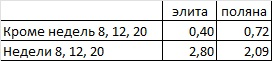 элита поляна
Кроме недель 8, 12, 20 0,40 0,72
Недели 8, 12, 20 2,80 2,09